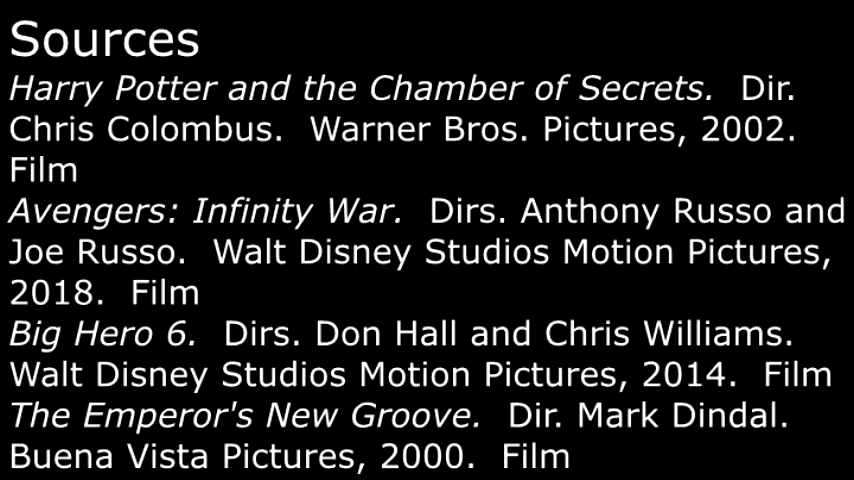 Sources
Harry Potter and the Chamber of Secrets.  Dir.
Chris Colombus.  Warner Bros. Pictures, 2002.
Film
Avengers: Infinity War.  Dirs. Anthony Russo and
Joe Russo.  Walt Disney Studios Motion Pictures,
2018.  Film
Big Hero 6.  Dirs. Don Hall and Chris Williams.
Walt Disney Studios Motion Pictures, 2014.  Film
The Emperor's New Groove.  Dir. Mark Dindal.
Buena Vista Pictures, 2000.  Film